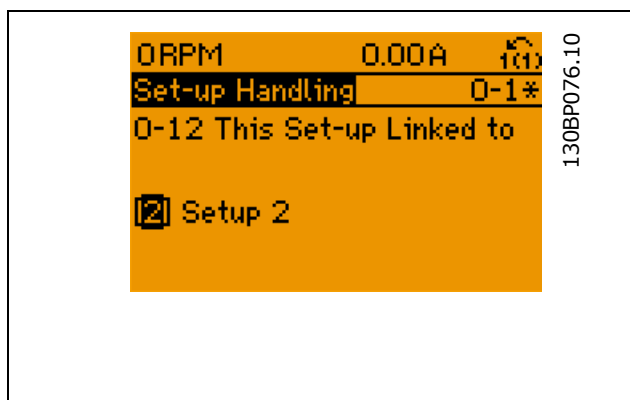 0RPM 0.00A 1(1)
Set-up Handling 0-1*
0-12 This Set-up Linked to
[2] Setup 2
130BP076.10